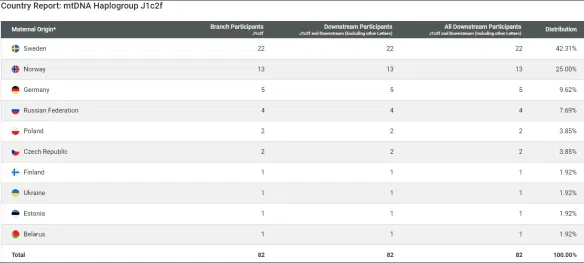 Country Report: mtDNA Haplogroup J1c2f
Maternal Origin* Branch Participants J1c2f Downstream Participants J1c2f and Downstream (Excluding other Letters) All Downstream Participants J1c2f and Downstream (Including other Letters) Distribution
Sweden 22 22 22 42.31%
Norway 13 13 13 25.00%
Germany 5 5 5 9.62%
Russian Federation 4 4 4 7.69%
Poland 2 2 2 3.85%
Czech Republic 2 2 2 3.85%
Finland 1 1 1 1.92%
Ukraine 1 1 1 1.92%
Estonia 1 1 1 1.92%
Belarus 1 1 1 1.92%
Total 82 82 82 100.00%